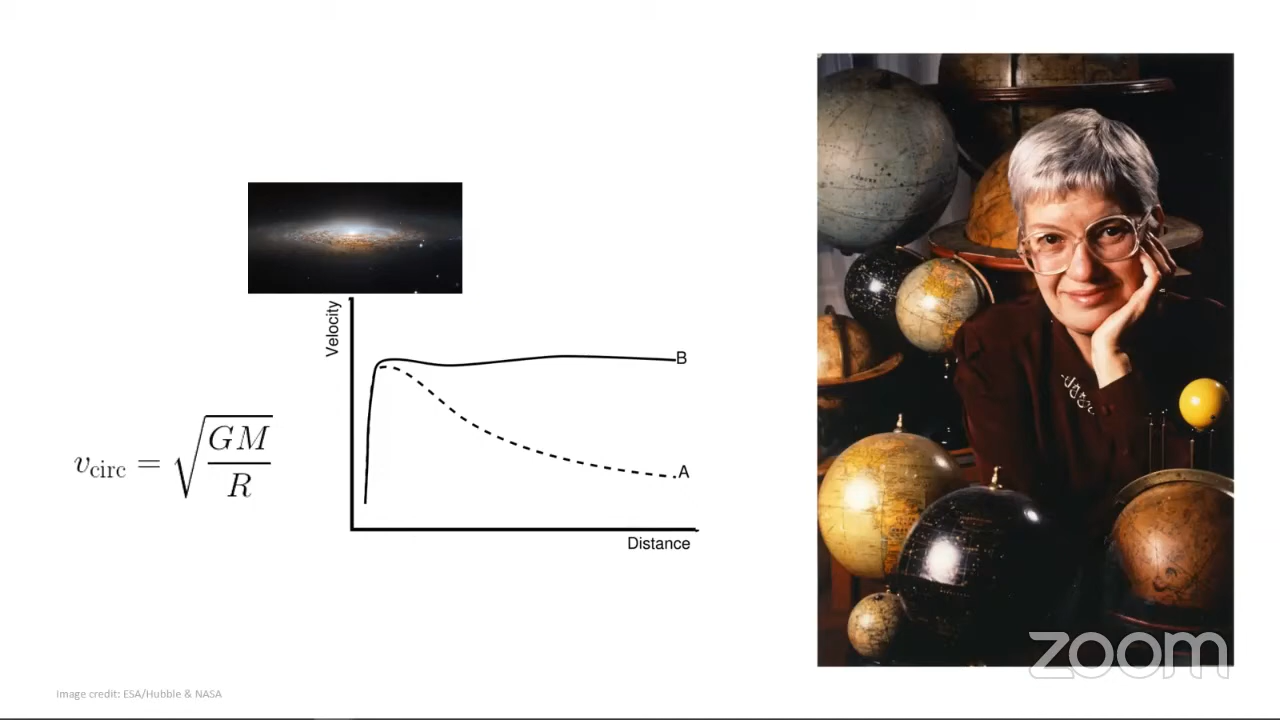 Velocity
B
A
Distance
v_circ = √(GM/R)
zoom
Image credit: ESA/Hubble & NASA